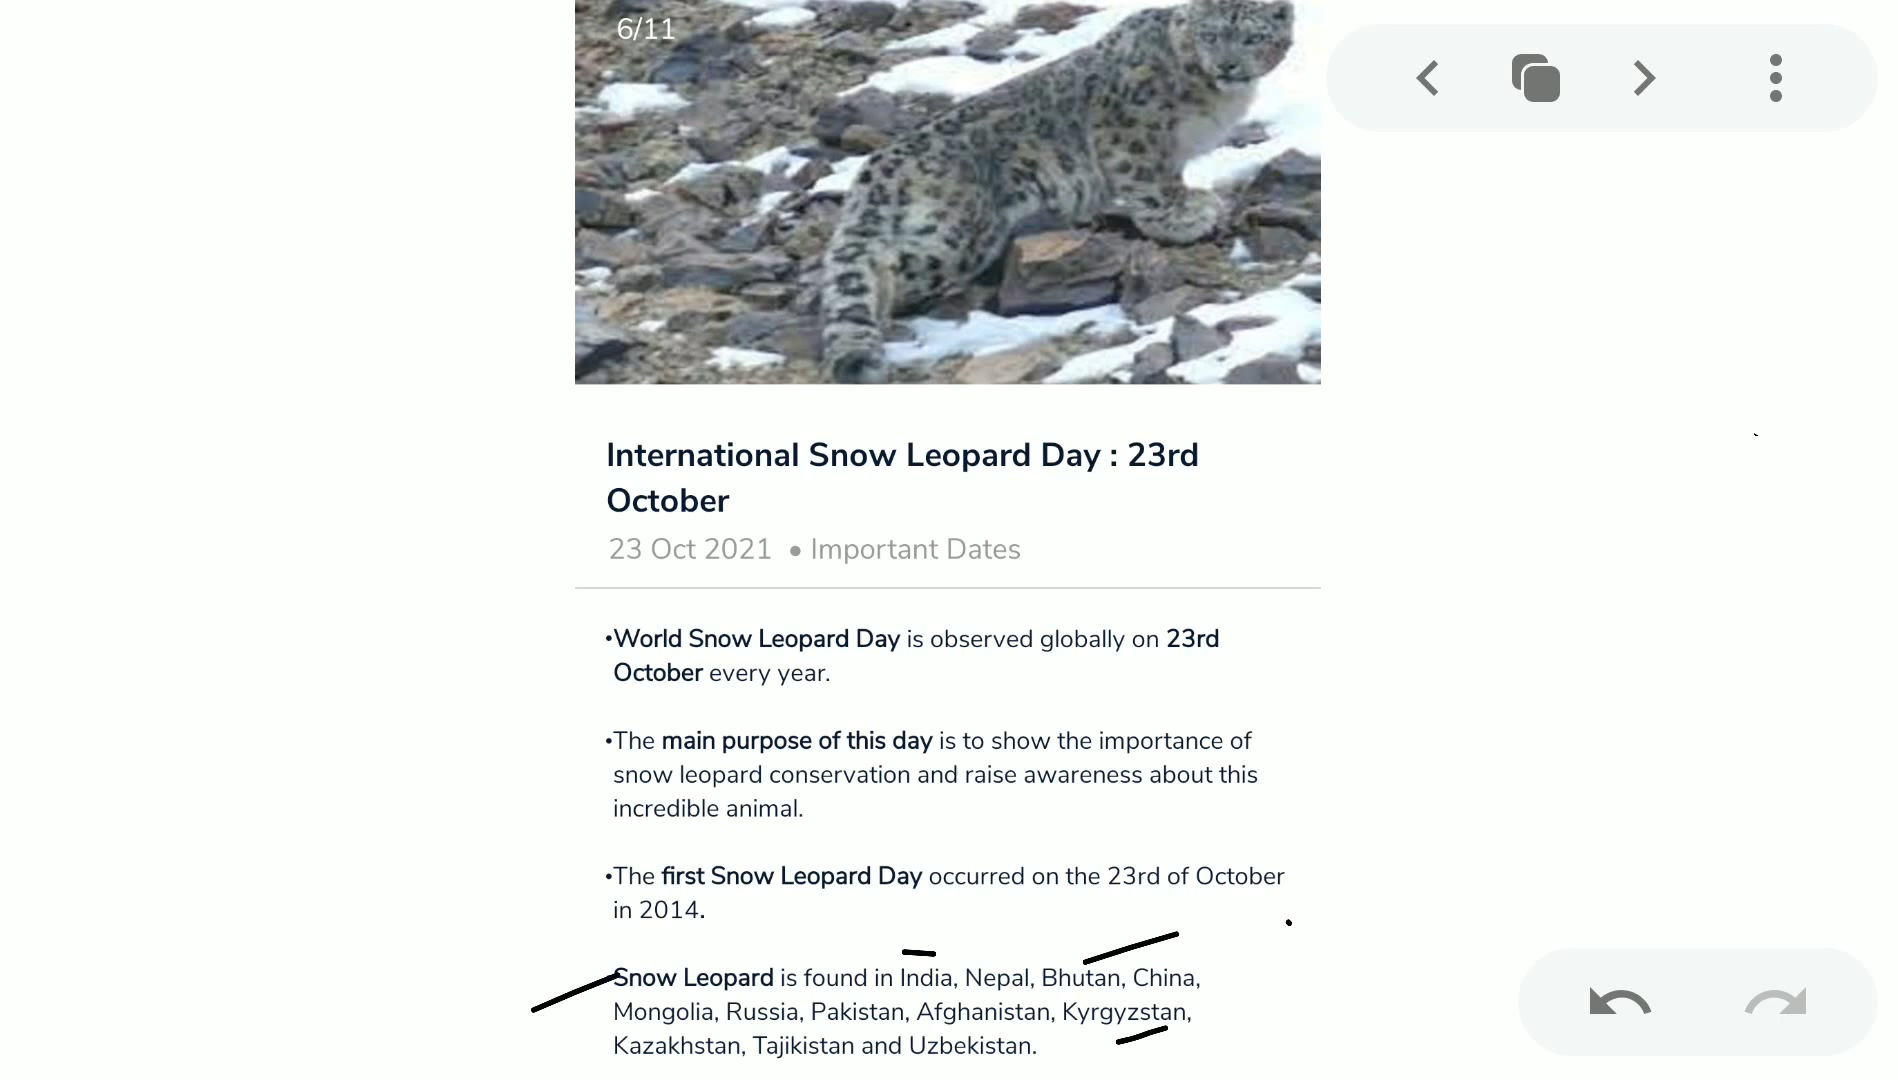 6/11
International Snow Leopard Day : 23rd
October
23 Oct 2021 • Important Dates
•World Snow Leopard Day is observed globally on 23rd
October every year.
•The main purpose of this day is to show the importance of
snow leopard conservation and raise awareness about this
incredible animal.
•The first Snow Leopard Day occurred on the 23rd of October
in 2014.
Snow Leopard is found in India, Nepal, Bhutan, China,
Mongolia, Russia, Pakistan, Afghanistan, Kyrgyzstan,
Kazakhstan, Tajikistan and Uzbekistan.